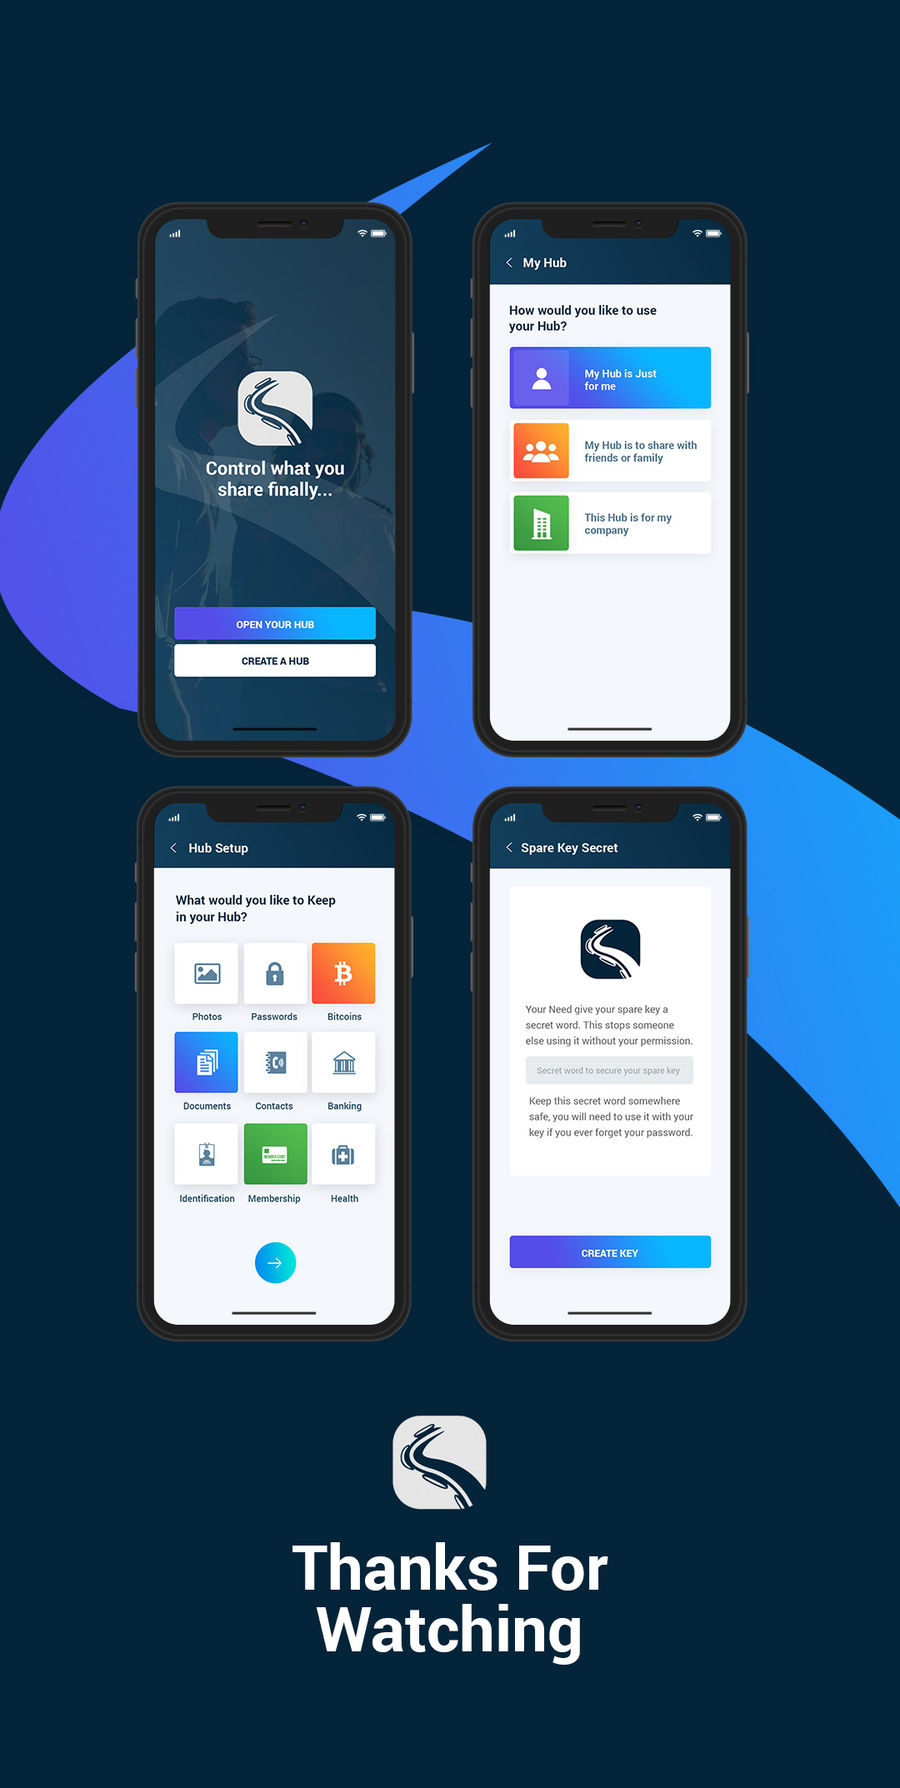 Control what you
share finally...
OPEN YOUR HUB
CREATE A HUB
My Hub
How would you like to use
your Hub?
My Hub is Just
for me
My Hub is to share with
friends or family
This Hub is for my
company
Hub Setup
What would you like to Keep
in your Hub?
Photos
Passwords
Bitcoins
Documents
Contacts
Banking
MEMBER CARD
Identification
Membership
Health
Spare Key Secret
Your Need give your spare key a
secret word. This stops someone
else using it without your permission.
Secret word to secure your spare key
Keep this secret word somewhere
safe, you will need to use it with your
key if you ever forget your password.
CREATE KEY
Thanks For
Watching